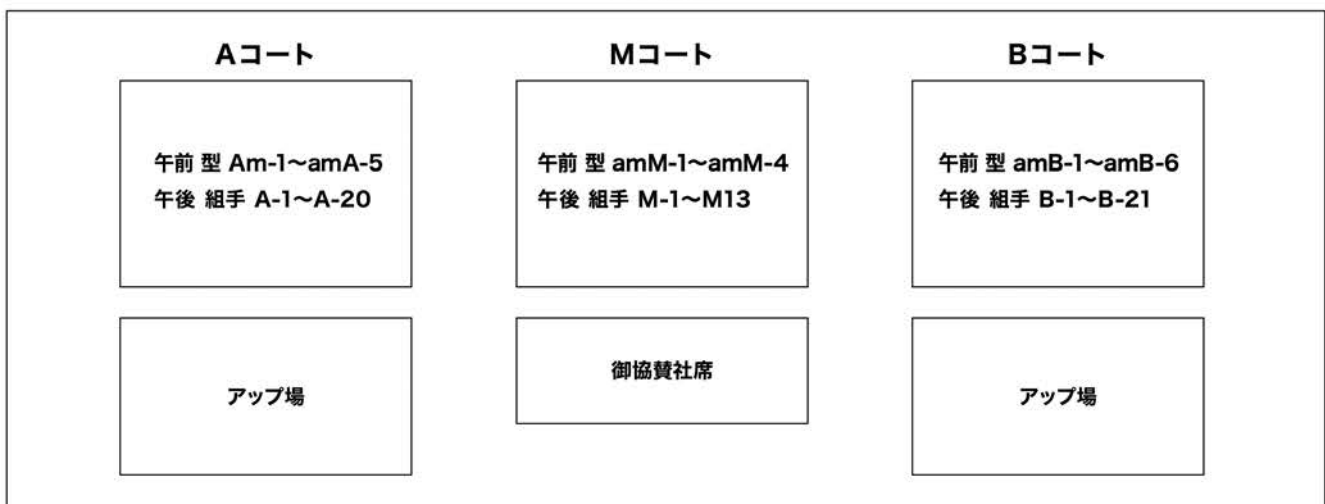 Aコート
午前 型 Am-1〜amA-5
午後 組手 A-1〜A-20
アップ場
Mコート
午前 型 amM-1〜amM-4
午後 組手 M-1〜M13
御協賛社席
Bコート
午前 型 amB-1〜amB-6
午後 組手 B-1〜B-21
アップ場